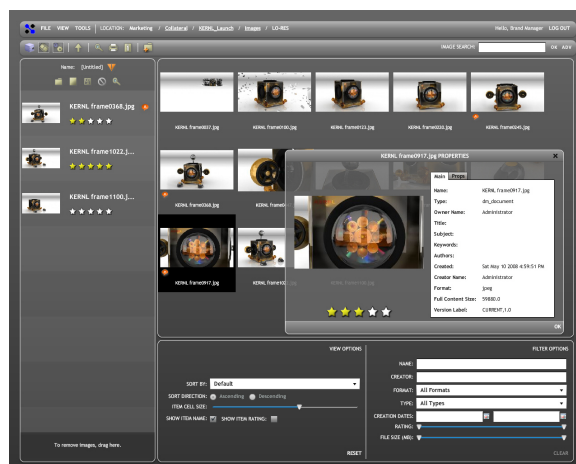 FILE VIEW TOOLS LOCATION: Marketing / Collateral / KERNL_Launch / Images / LO-RES
Hello, Brand Manager LOG OUT
IMAGE SEARCH: OK ADV
Name: [Untitled]
KERNL frame0368.jpg
KERNL frame1022.j...
KERNL frame1100.j...
To remove images, drag here.
KERNL frame0037.jpg KERNL frame0100.jpg KERNL frame0123.jpg KERNL frame0220.jpg KERNL frame0245.jpg
KERNL frame0368.jpg
KERNL frame0917.jpg
KERNL frame0917.jpg PROPERTIES
Main Props
Name: KERNL frame0917.jpg
Type: dm_document
Owner Name: Administrator
Title:
Subject:
Keywords:
Authors:
Created: Sat May 10 2008 4:59:51 PM
Creator Name: Administrator
Format: jpeg
Full Content Size: 59880.0
Version Label: CURRENT,1.0
OK
VIEW OPTIONS
SORT BY: Default
SORT DIRECTION: Ascending Descending
ITEM CELL SIZE:
SHOW ITEM NAME: SHOW ITEM RATING:
RESET
FILTER OPTIONS
NAME:
CREATOR:
FORMAT: All Formats
TYPE: All Types
CREATION DATES:
RATING:
FILE SIZE (MB):
CLEAR